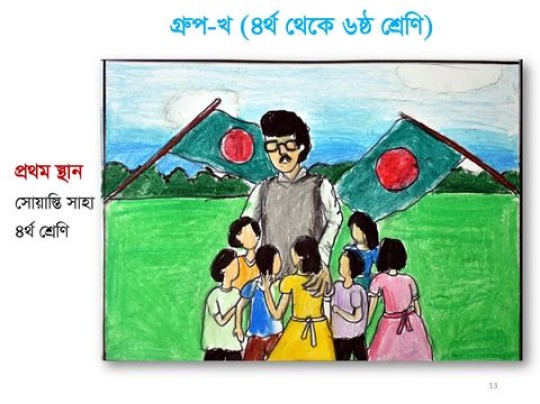 গ্রুপ-খ (৪র্থ থেকে ৬ষ্ঠ শ্রেণি)
প্রথম স্থান
সোয়াস্তি সাহা
৪র্থ শ্রেণি
13